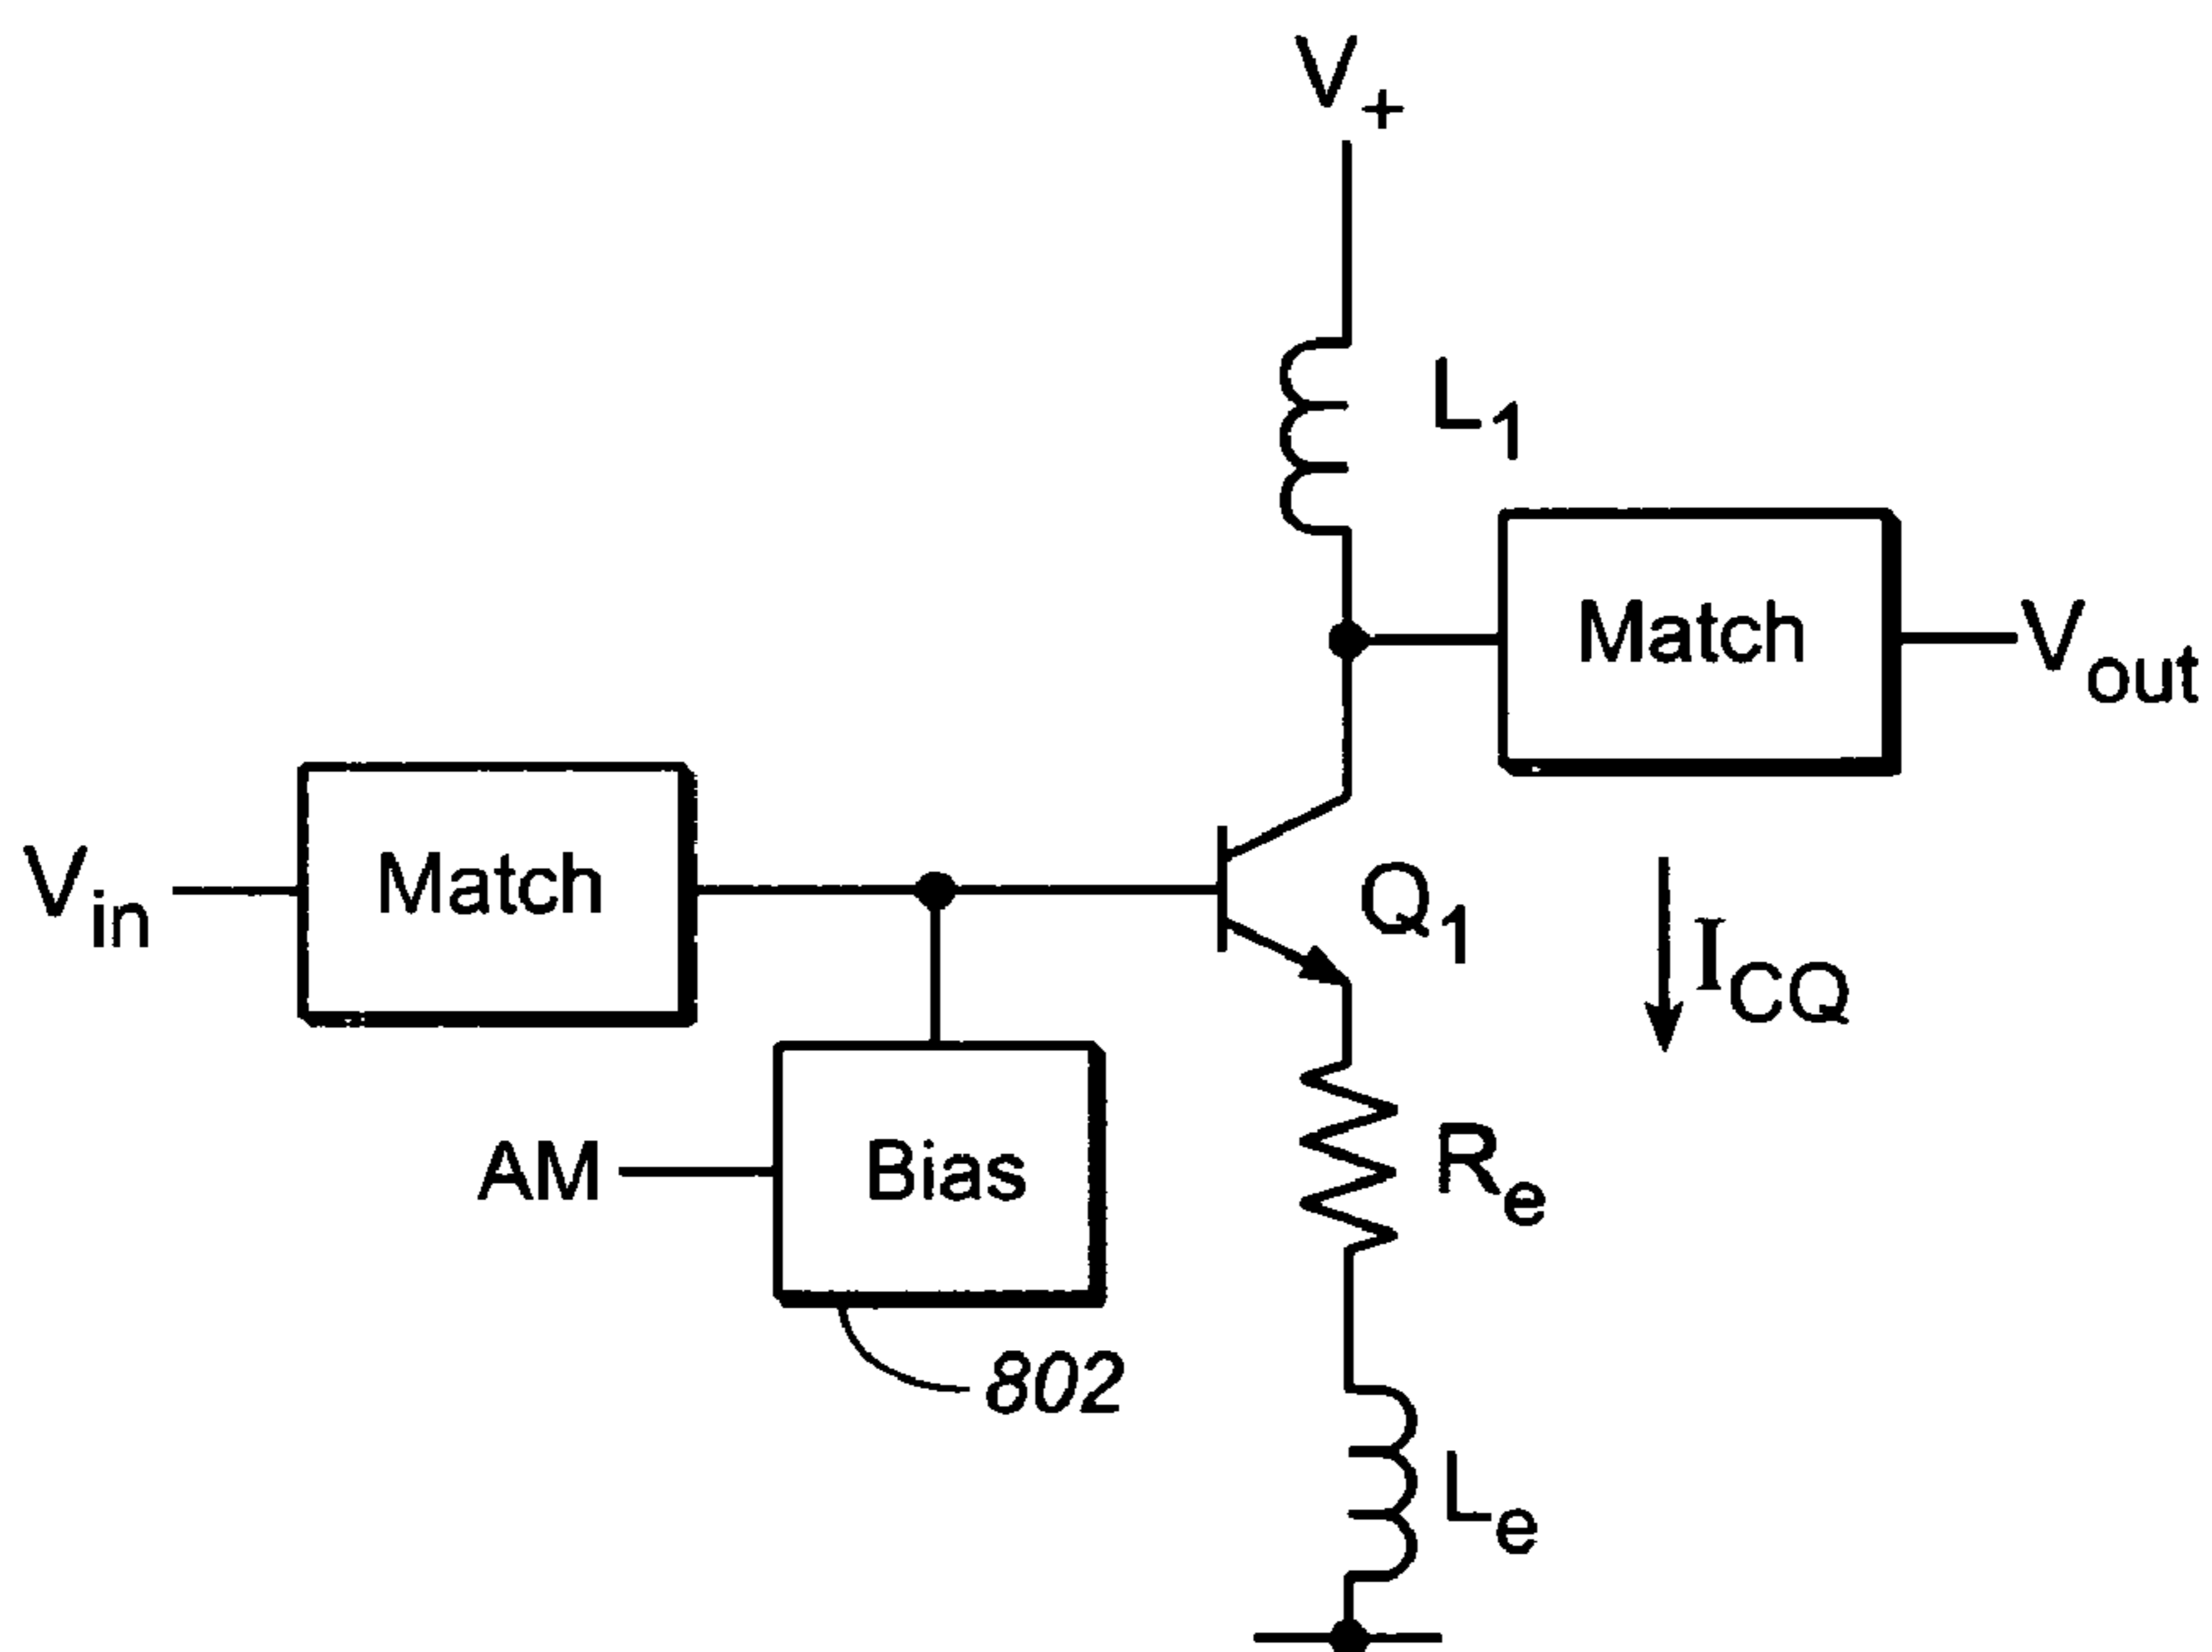 V+
L1
Match
Vout
Vin
Match
Q1
ICQ
AM
Bias
Re
802
Le